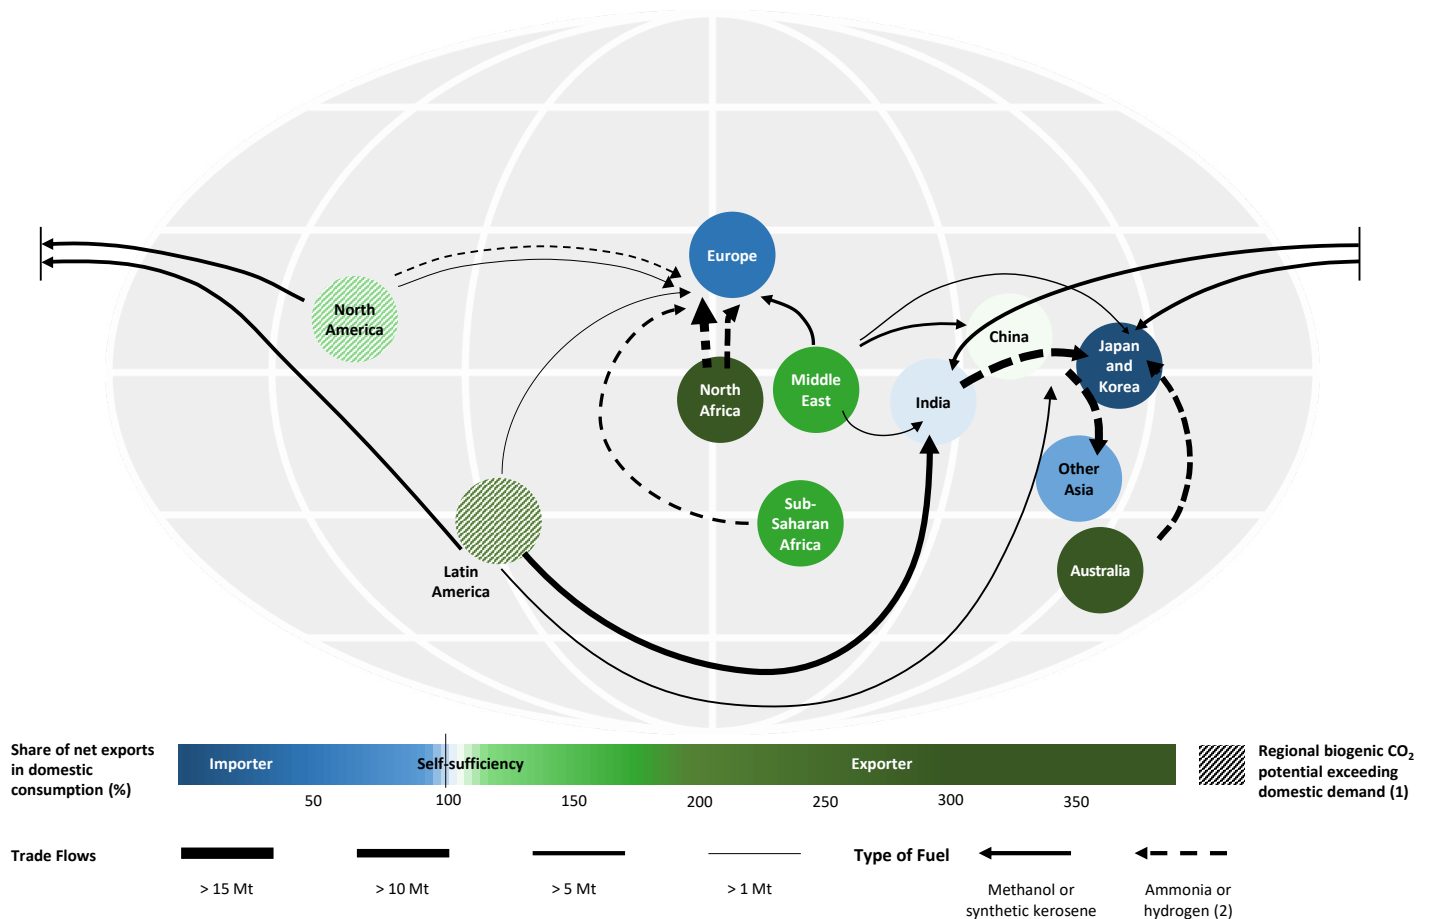 Europe
North
America
China
Japan
and
Korea
North
Africa
Middle
East
India
Other
Asia
Sub-
Saharan
Africa
Latin
America
Australia
Share of net exports
in domestic
consumption (%)
Importer
Self-sufficiency
Exporter
50
100
150
200
250
300
350
Regional biogenic CO₂
potential exceeding
domestic demand (1)
Trade Flows
> 15 Mt
> 10 Mt
> 5 Mt
> 1 Mt
Type of Fuel
Methanol or
synthetic kerosene
Ammonia or
hydrogen (2)